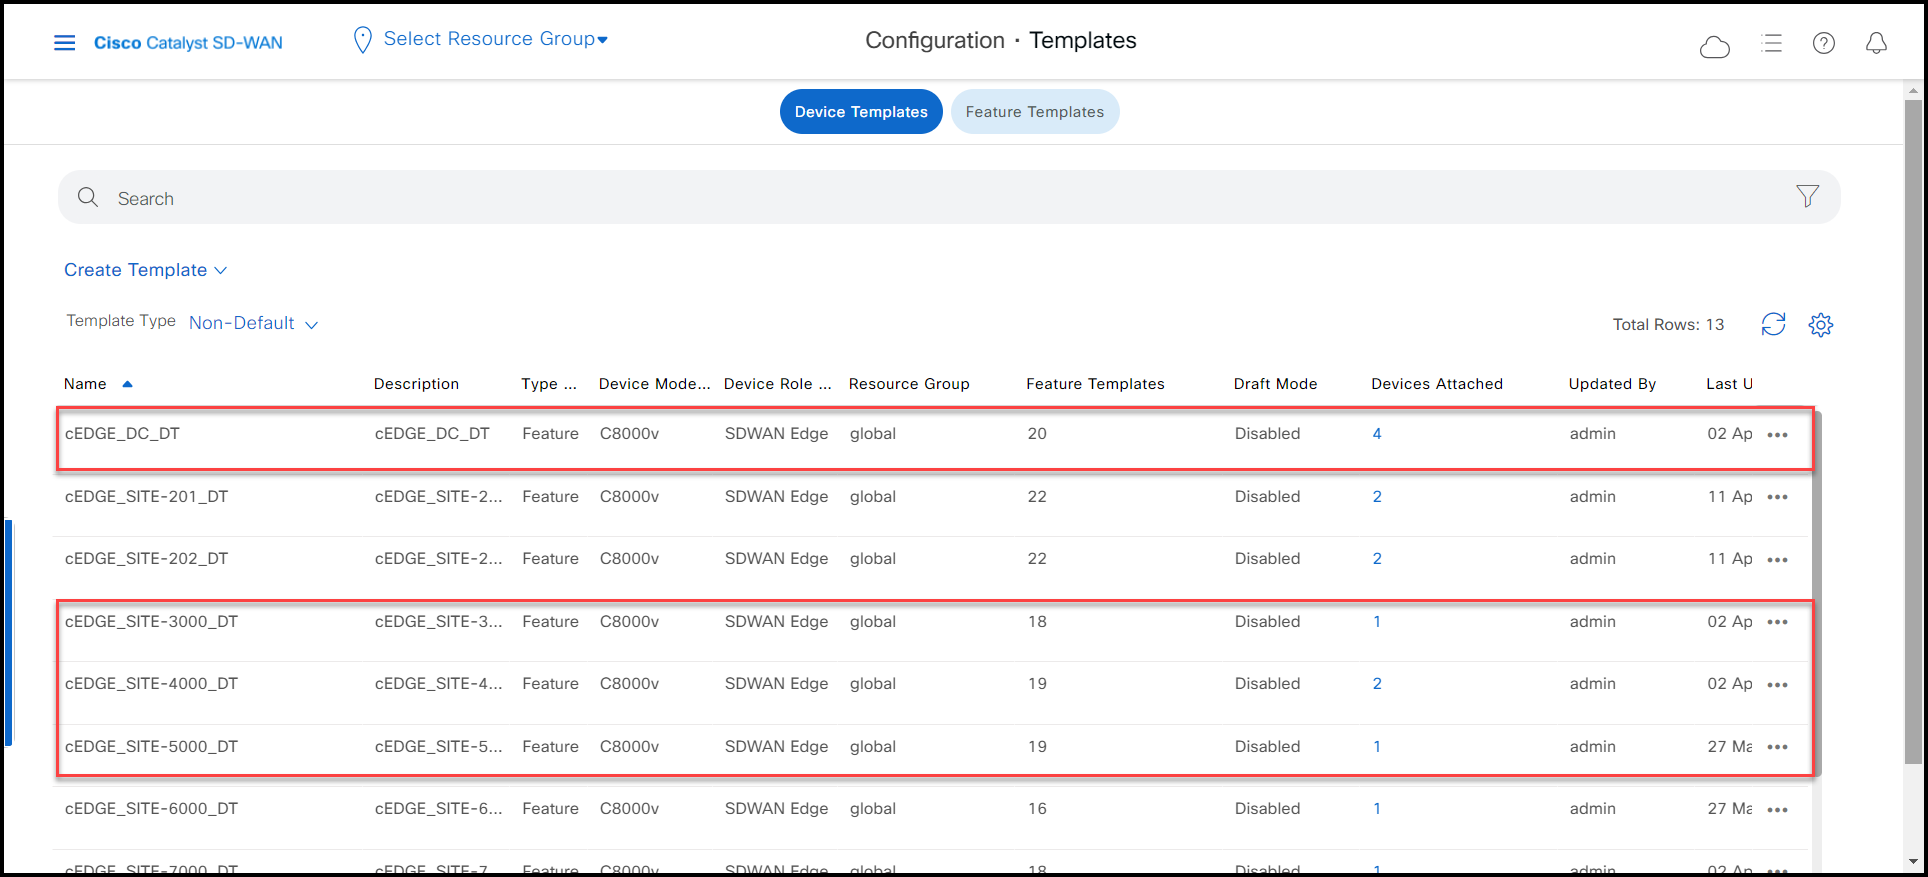 Cisco Catalyst SD-WAN Select Resource Group Configuration · Templates
Device Templates Feature Templates
Search
Create Template
Template Type Non-Default Total Rows: 13
Name Description Type ... Device Mode... Device Role ... Resource Group Feature Templates Draft Mode Devices Attached Updated By Last U
cEDGE_DC_DT cEDGE_DC_DT Feature C8000v SDWAN Edge global 20 Disabled 4 admin 02 Ap
cEDGE_SITE-201_DT cEDGE_SITE-2... Feature C8000v SDWAN Edge global 22 Disabled 2 admin 11 Ap
cEDGE_SITE-202_DT cEDGE_SITE-2... Feature C8000v SDWAN Edge global 22 Disabled 2 admin 11 Ap
cEDGE_SITE-3000_DT cEDGE_SITE-3... Feature C8000v SDWAN Edge global 18 Disabled 1 admin 02 Ap
cEDGE_SITE-4000_DT cEDGE_SITE-4... Feature C8000v SDWAN Edge global 19 Disabled 2 admin 02 Ap
cEDGE_SITE-5000_DT cEDGE_SITE-5... Feature C8000v SDWAN Edge global 19 Disabled 1 admin 27 Ma
cEDGE_SITE-6000_DT cEDGE_SITE-6... Feature C8000v SDWAN Edge global 16 Disabled 1 admin 27 Ma
cEDGE_SITE-7000_DT cEDGE_SITE-7... Feature C8000v SDWAN Edge global 18 Disabled 1 admin 02 Ap